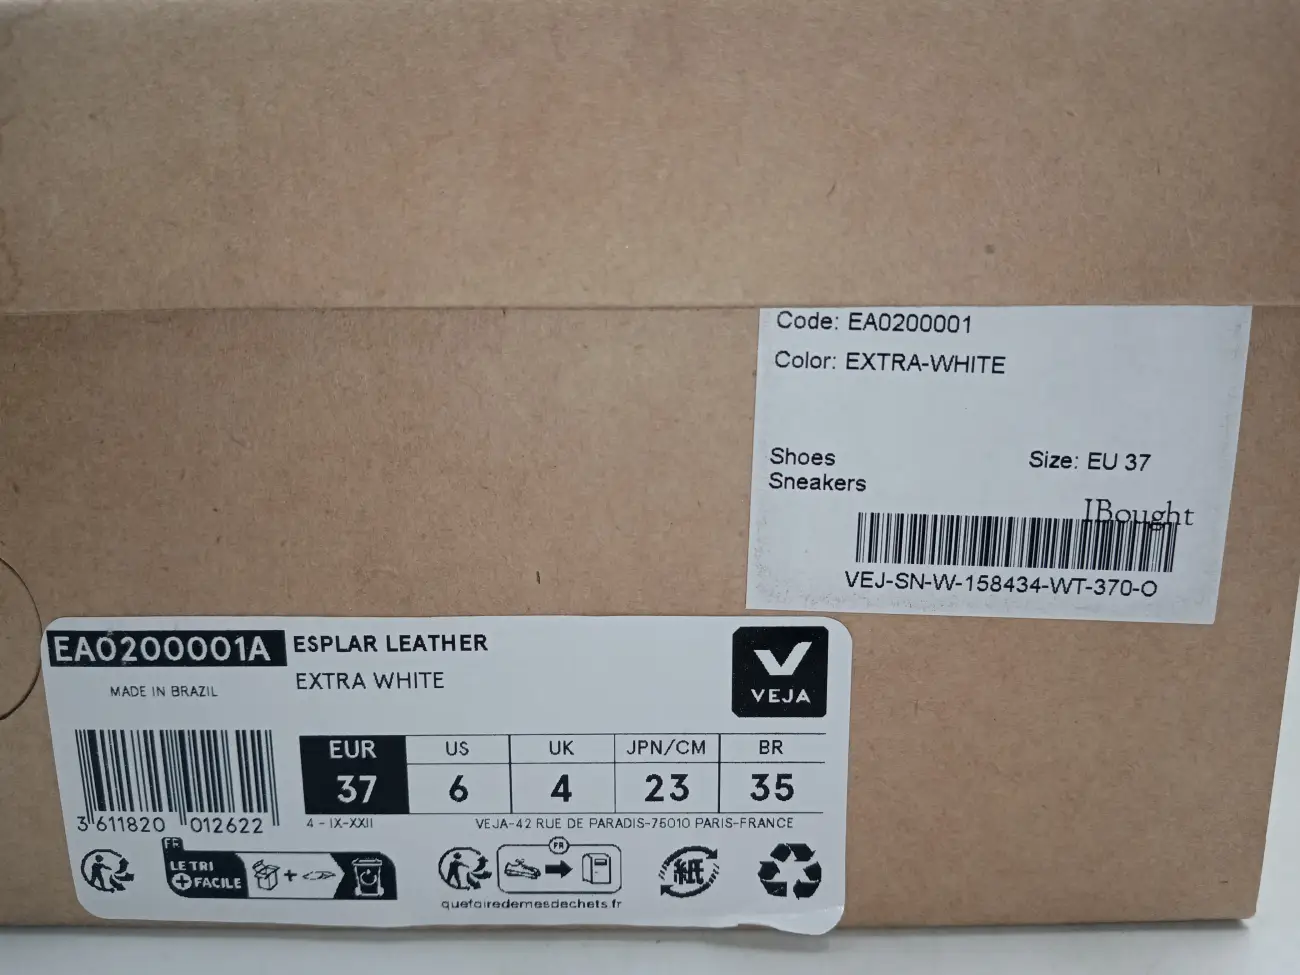 Code: EA0200001
Color: EXTRA-WHITE
Shoes
Size: EU 37
Sneakers
IBought
VEJ-SN-W-158434-WT-370-O
EA0200001A
ESPLAR LEATHER
EXTRA WHITE
MADE IN BRAZIL
VEJA
EUR US UK JPN/CM BR
37 6 4 23 35
3 611820 012622
4 - IX-XXII
VEJA-42 RUE DE PARADIS-75010 PARIS-FRANCE
FR
LE TRI
+ FACILE
+
FR
紙
quefairedemesdechets.fr